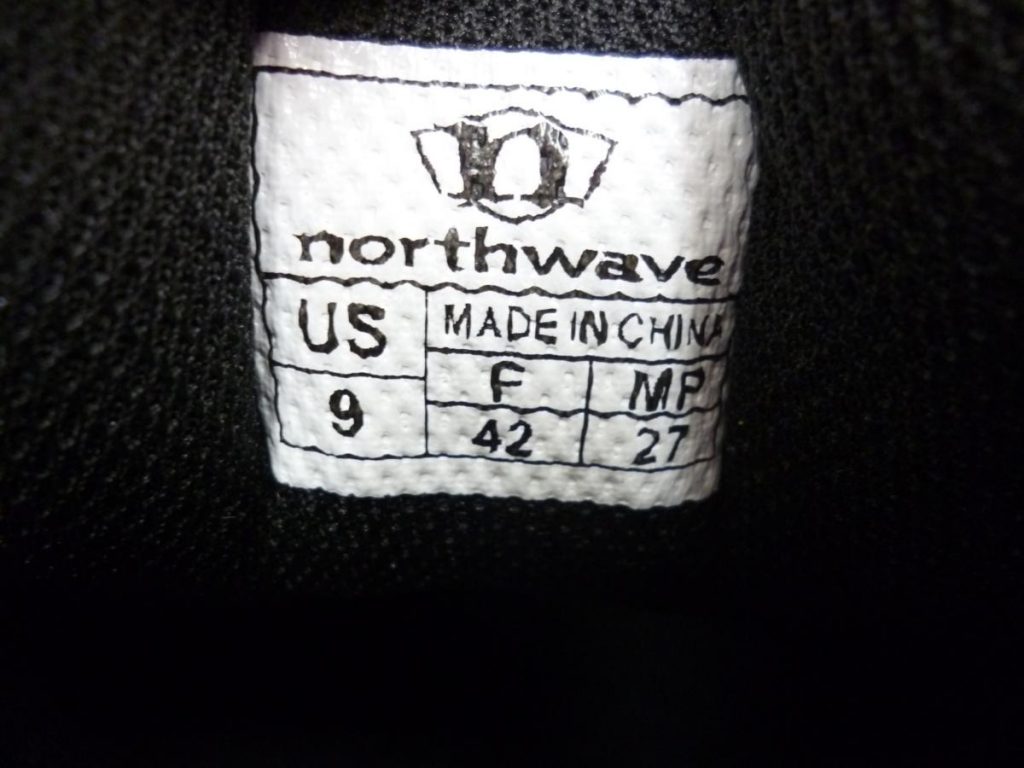 n
northwave
US MADE IN CHINA
F MP
9 42 27